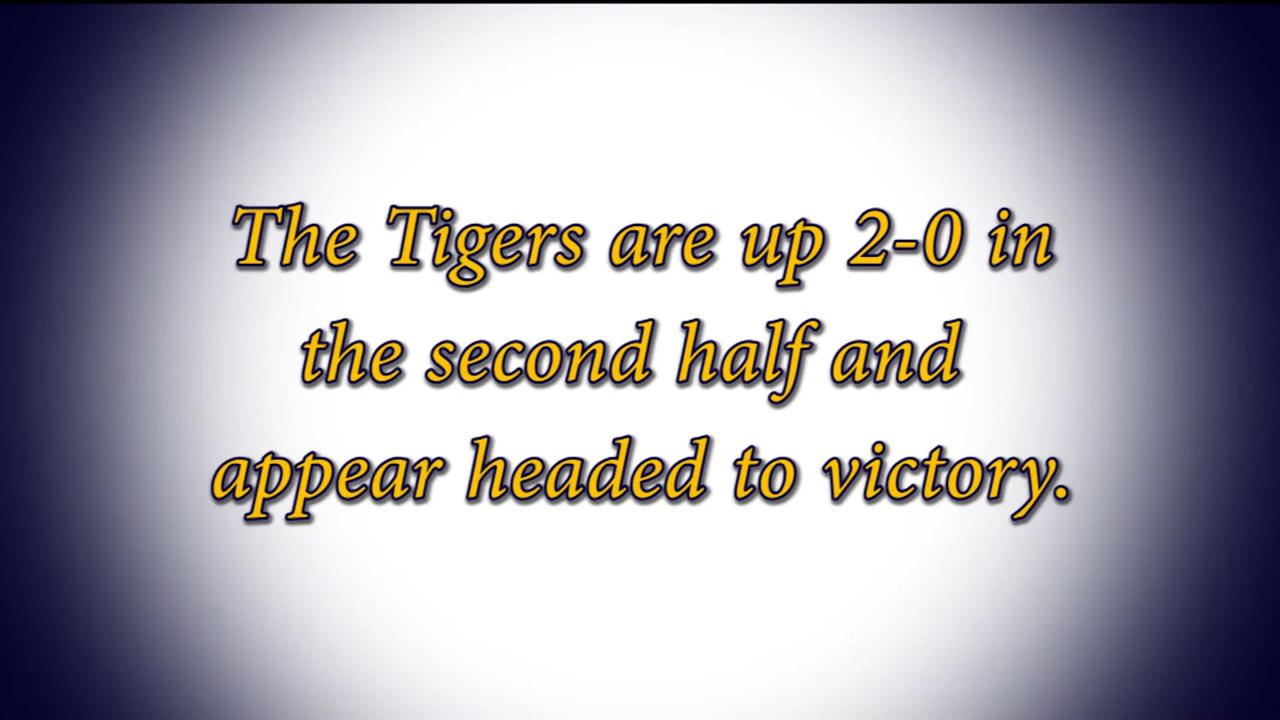 The Tigers are up 2-0 in
the second half and
appear headed to victory.